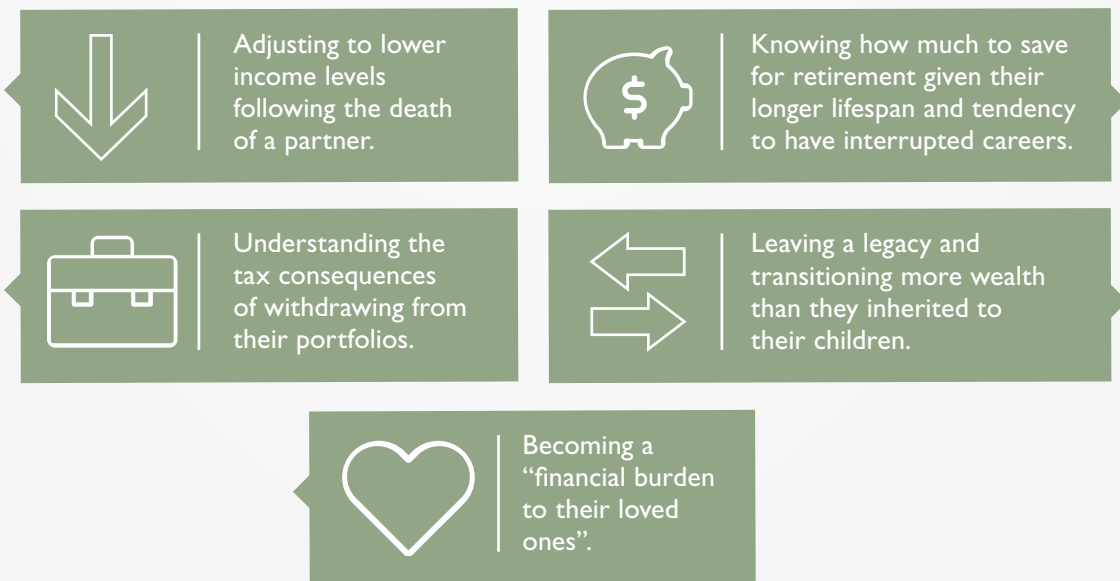 Adjusting to lower
income levels
following the death
of a partner.
$
Knowing how much to save
for retirement given their
longer lifespan and tendency
to have interrupted careers.
Understanding the
tax consequences
of withdrawing from
their portfolios.
Leaving a legacy and
transitioning more wealth
than they inherited to
their children.
Becoming a
“financial burden
to their loved
ones”.